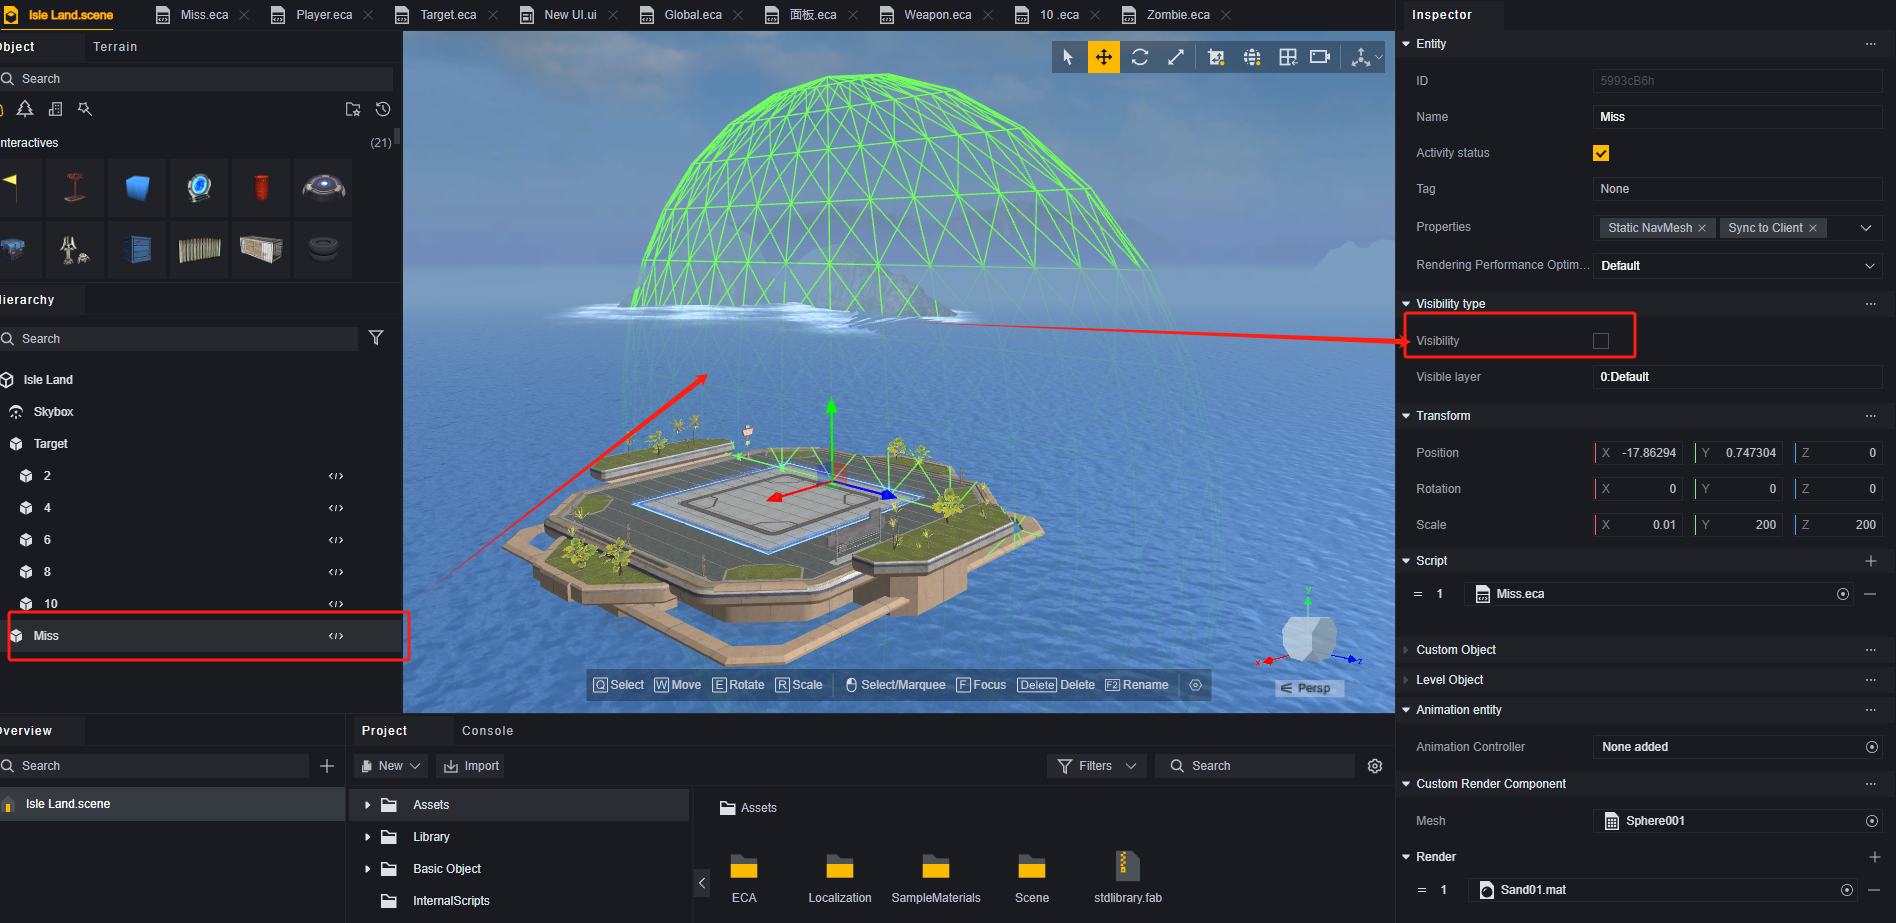 Isle Land.scene
Miss.eca
Player.eca
Target.eca
New UI.ui
Global.eca
面板.eca
Weapon.eca
10 .eca
Zombie.eca
Object
Terrain
Search
Interactives
(21)
Hierarchy
Search
Isle Land
Skybox
Target
2
4
6
8
10
Miss
Q Select
W Move
E Rotate
R Scale
Select/Marquee
F Focus
Delete Delete
F2 Rename
y
x
z
Persp
Overview
Search
Isle Land.scene
Project
Console
New
Import
Filters
Search
Assets
Library
Basic Object
InternalScripts
Assets
ECA
Localization
SampleMaterials
Scene
stdlibrary.fab
Inspector
Entity
ID 5993cB6h
Name Miss
Activity status
Tag None
Properties Static NavMesh Sync to Client
Rendering Performance Optim... Default
Visibility type
Visibility
Visible layer 0:Default
Transform
Position X -17.86294 Y 0.747304 Z 0
Rotation X 0 Y 0 Z 0
Scale X 0.01 Y 200 Z 200
Script
1 Miss.eca
Custom Object
Level Object
Animation entity
Animation Controller None added
Custom Render Component
Mesh Sphere001
Render
1 Sand01.mat